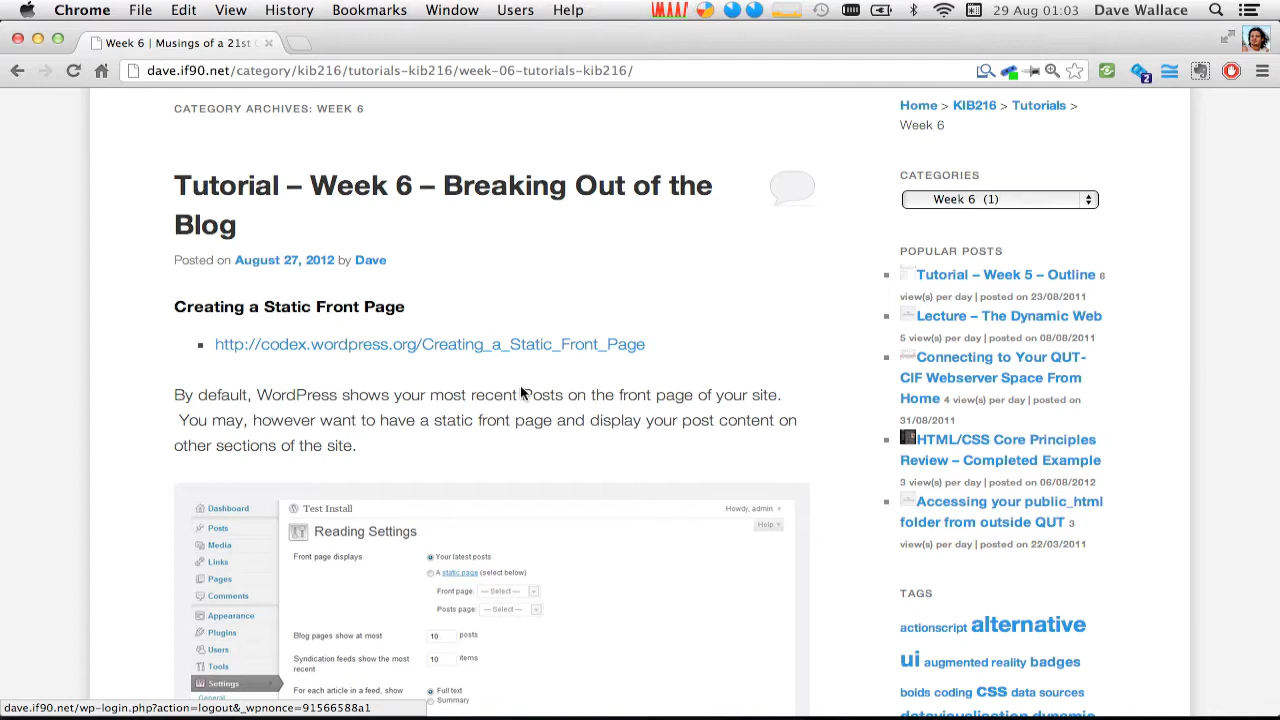 Chrome File Edit View History Bookmarks Window Users Help 29 Aug 01:03 Dave Wallace
Week 6 | Musings of a 21st
dave.if90.net/category/kib216/tutorials-kib216/week-06-tutorials-kib216/
CATEGORY ARCHIVES: WEEK 6
Tutorial – Week 6 – Breaking Out of the
Blog
Posted on August 27, 2012 by Dave
Creating a Static Front Page
http://codex.wordpress.org/Creating_a_Static_Front_Page
By default, WordPress shows your most recent Posts on the front page of your site.
You may, however want to have a static front page and display your post content on
other sections of the site.
Dashboard
Posts
Media
Links
Pages
Comments
Appearance
Plugins
Users
Tools
Settings
General
Test Install
Howdy, admin
Reading Settings
Help
Front page displays
Your latest posts
A static page (select below)
Front page: — Select —
Posts page: — Select —
Blog pages show at most 10 posts
Syndication feeds show the most 10 items
recent
For each article in a feed, show Full text
Summary
Home > KIB216 > Tutorials >
Week 6
CATEGORIES
Week 6 (1)
POPULAR POSTS
Tutorial – Week 5 – Outline 6
view(s) per day | posted on 23/08/2011
Lecture – The Dynamic Web
5 view(s) per day | posted on 08/08/2011
Connecting to Your QUT-
CIF Webserver Space From
Home 4 view(s) per day | posted on
31/08/2011
HTML/CSS Core Principles
Review – Completed Example
3 view(s) per day | posted on 06/08/2012
Accessing your public_html
folder from outside QUT 3
view(s) per day | posted on 22/03/2011
TAGS
actionscript alternative
ui augmented reality badges
boids coding CSS data sources
datavisualisation dynamic
dave.if90.net/wp-login.php?action=logout&_wpnonce=91566588a1